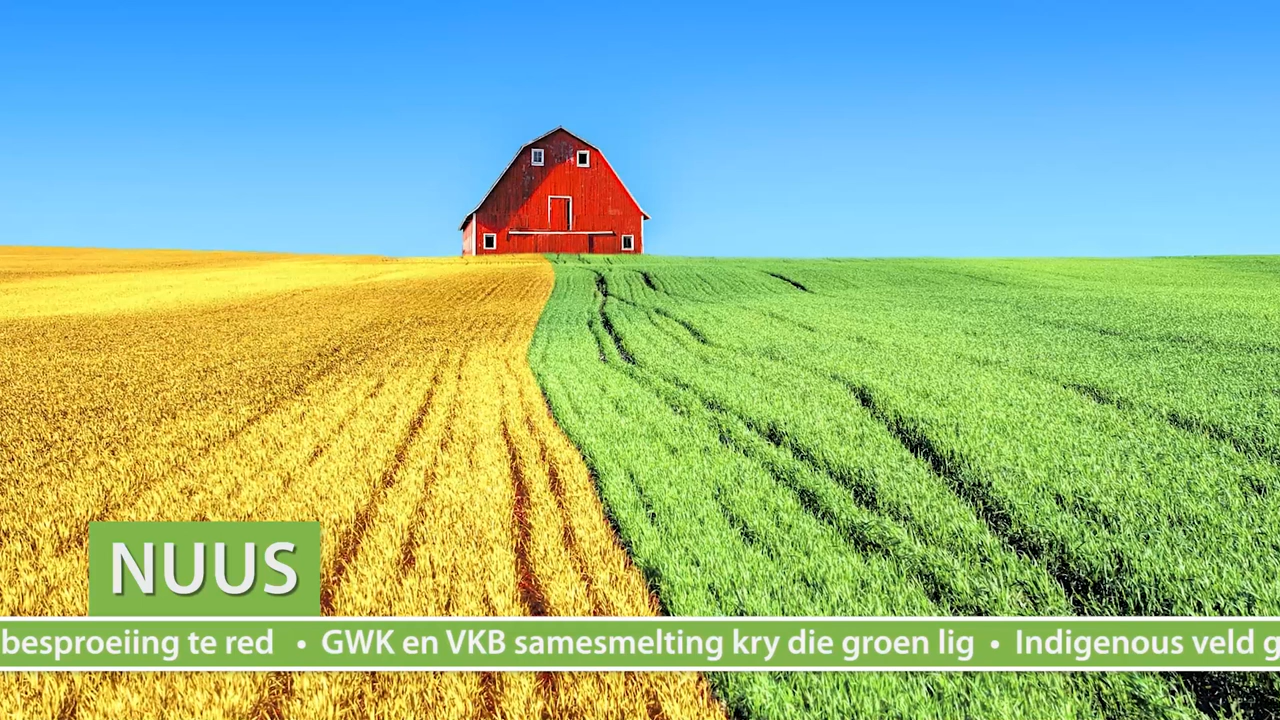 NUUS
besproeiing te red • GWK en VKB samesmelting kry die groen lig • Indigenous veld g